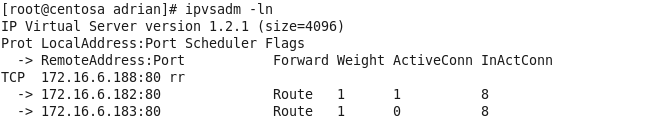 [root@centosa adrian]# ipvsadm -ln
IP Virtual Server version 1.2.1 (size=4096)
Prot LocalAddress:Port Scheduler Flags
  -> RemoteAddress:Port           Forward Weight ActiveConn InActConn
TCP  172.16.6.188:80 rr
  -> 172.16.6.182:80              Route   1      1          8
  -> 172.16.6.183:80              Route   1      0          8